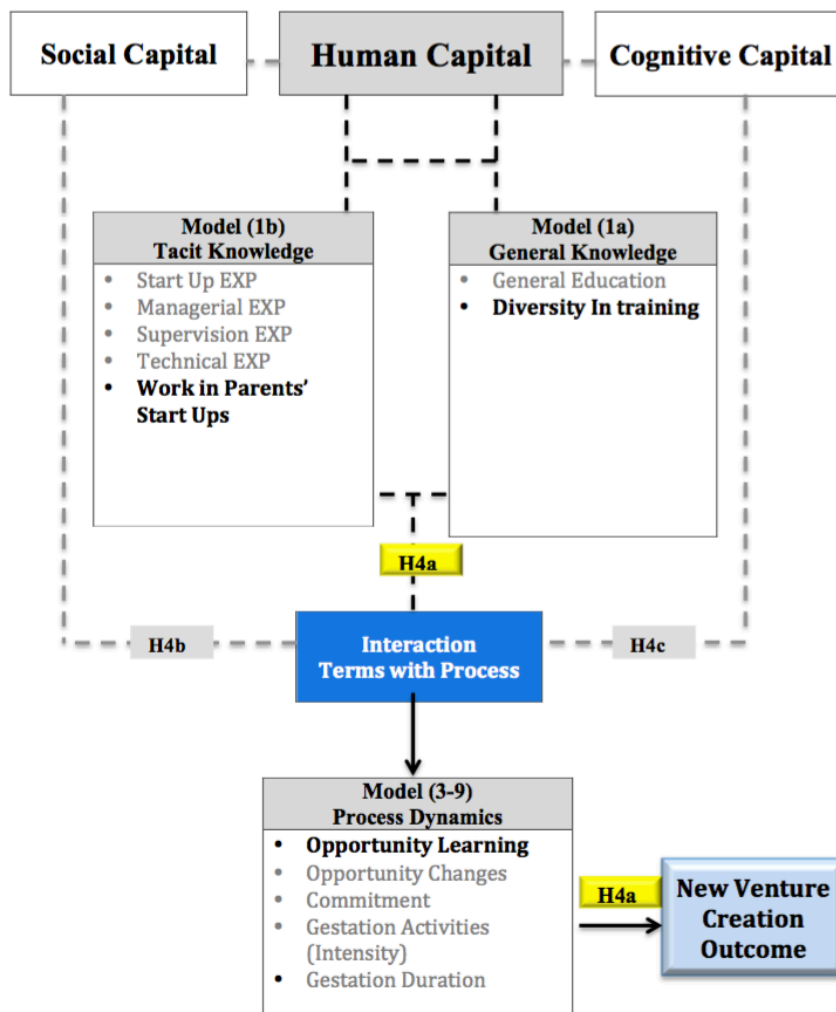 Social Capital
Human Capital
Cognitive Capital
Model (1b)
Tacit Knowledge
• Start Up EXP
• Managerial EXP
• Supervision EXP
• Technical EXP
• Work in Parents'
Start Ups
Model (1a)
General Knowledge
• General Education
• Diversity In training
H4a
H4b
Interaction
Terms with Process
H4c
Model (3-9)
Process Dynamics
• Opportunity Learning
• Opportunity Changes
• Commitment
• Gestation Activities
(Intensity)
• Gestation Duration
H4a
New Venture
Creation
Outcome